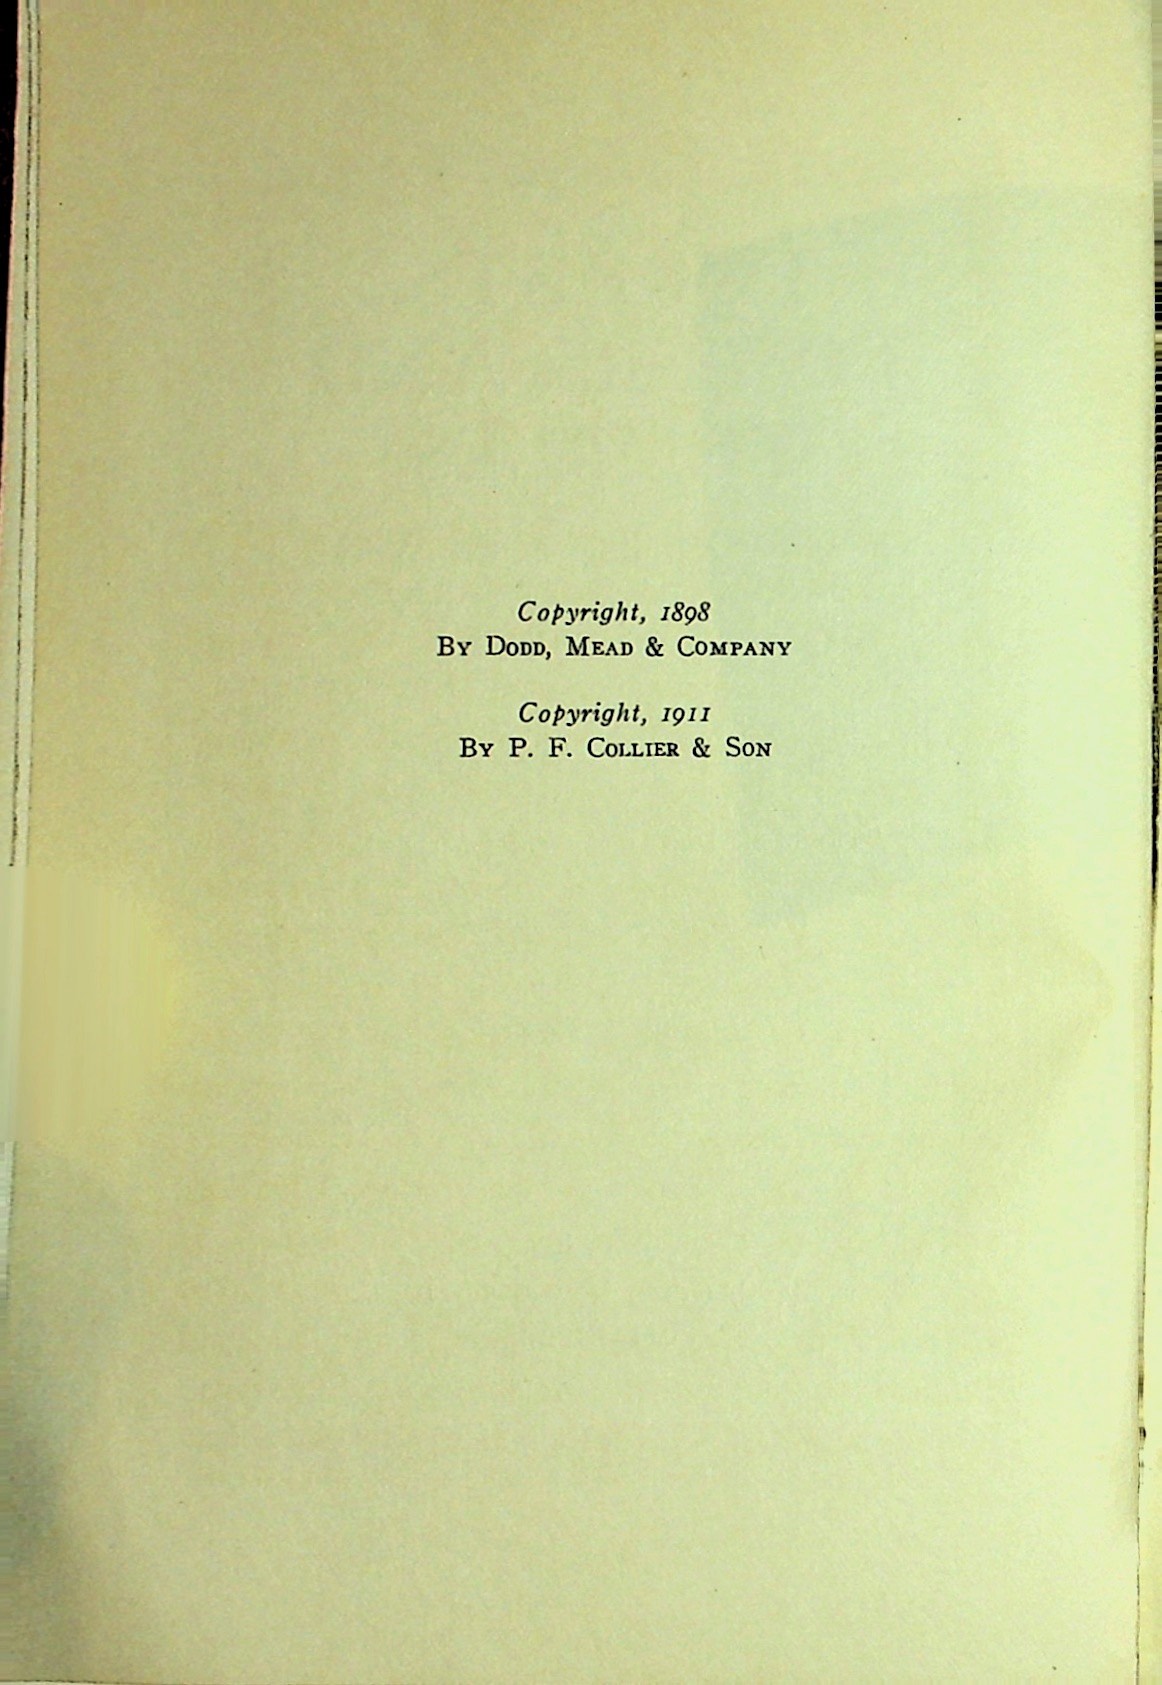 Copyright, 1898
By Dodd, Mead & Company
Copyright, 1911
By P. F. Collier & Son